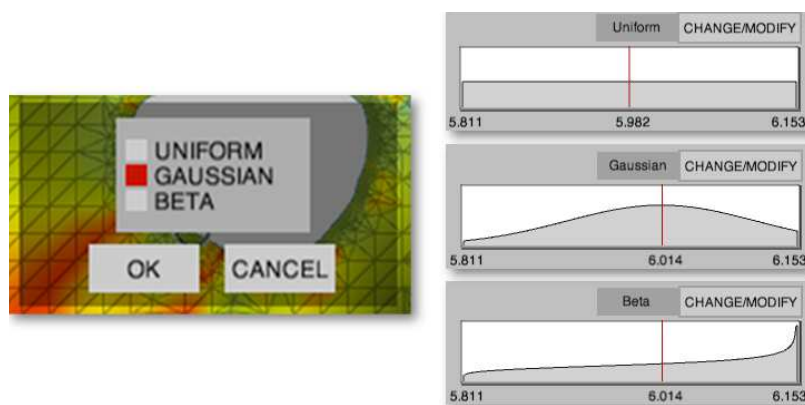 UNIFORM
GAUSSIAN
BETA
OK CANCEL
Uniform CHANGE/MODIFY
5.811 5.982 6.153
Gaussian CHANGE/MODIFY
5.811 6.014 6.153
Beta CHANGE/MODIFY
5.811 6.014 6.153